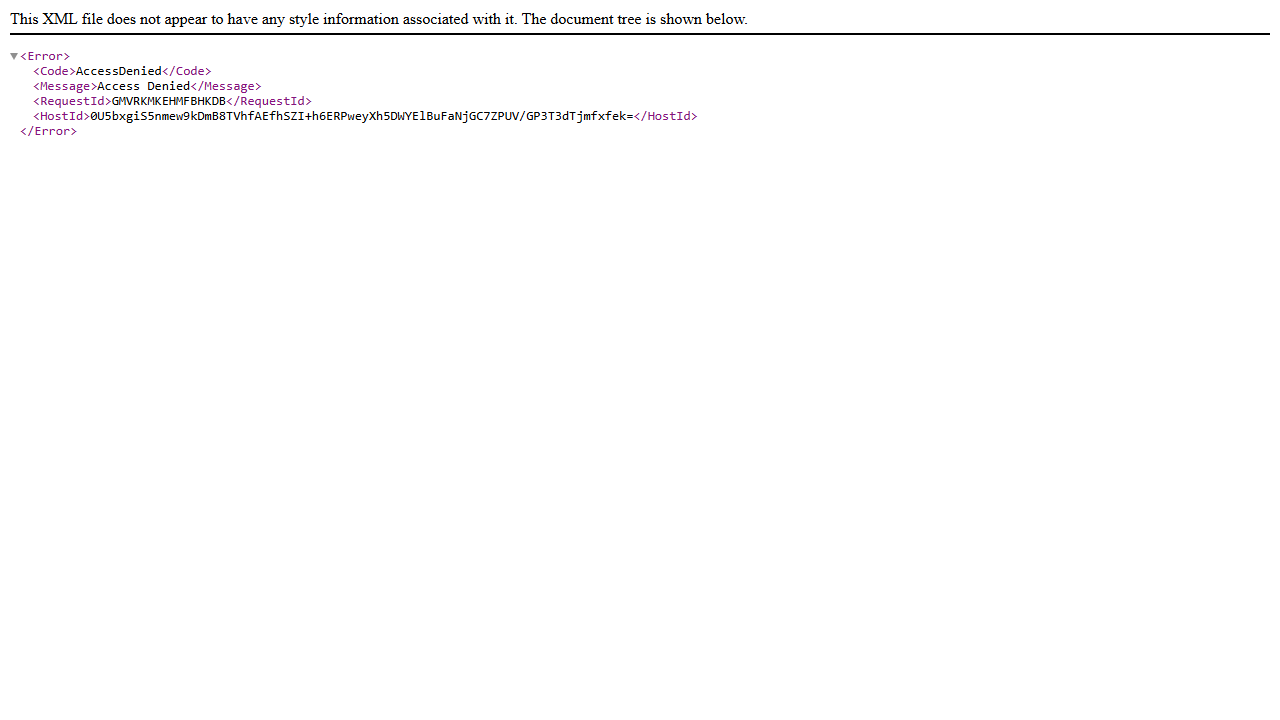 This XML file does not appear to have any style information associated with it. The document tree is shown below.
<Error>
<Code>AccessDenied</Code>
<Message>Access Denied</Message>
<RequestId>GMVRKMKEHMFBHKDB</RequestId>
<HostId>0U5bxgiS5nmew9kDmB8TVhfAEfhSZI+h6ERPweyXh5DWYElBuFaNjGC7ZPUV/GP3T3dTjmfxfek=</HostId>
</Error>